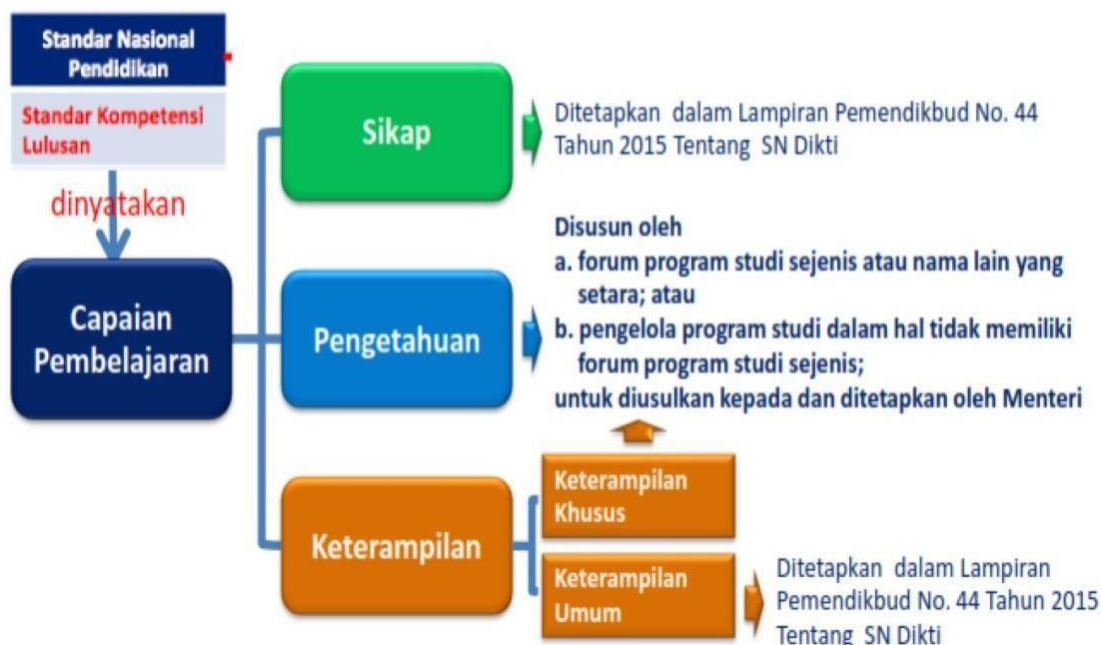 Standar Nasional
Pendidikan
Standar Kompetensi
Lulusan
dinyatakan
Capaian
Pembelajaran
Sikap
Ditetapkan dalam Lampiran Pemendikbud No. 44
Tahun 2015 Tentang SN Dikti
Pengetahuan
Disusun oleh
a. forum program studi sejenis atau nama lain yang
setara; atau
b. pengelola program studi dalam hal tidak memiliki
forum program studi sejenis;
untuk diusulkan kepada dan ditetapkan oleh Menteri
Keterampilan
Keterampilan
Khusus
Keterampilan
Umum
Ditetapkan dalam Lampiran
Pemendikbud No. 44 Tahun 2015
Tentang SN Dikti